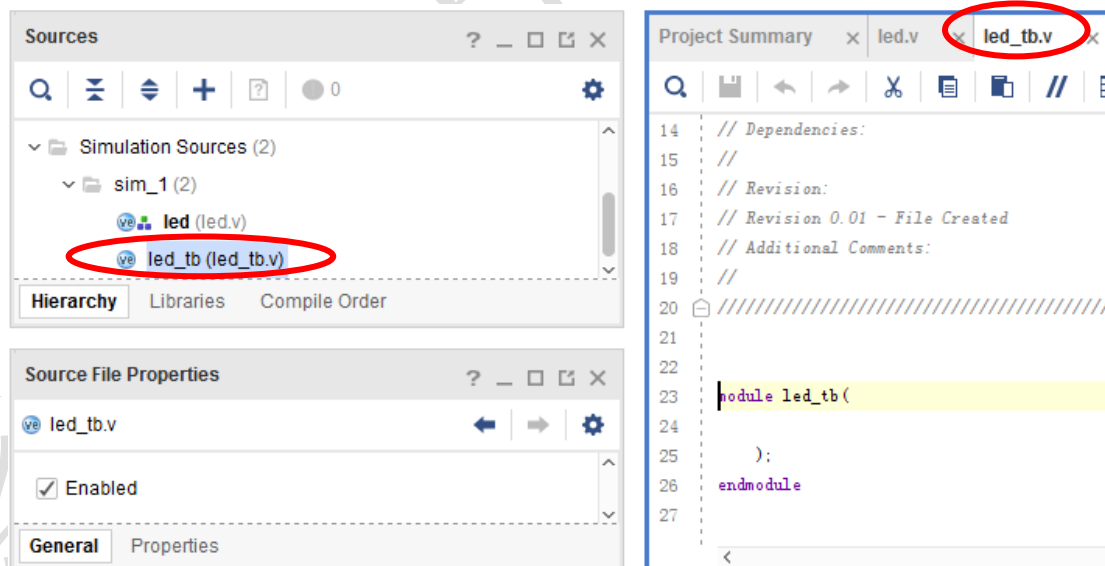 Sources
? _
0
Simulation Sources (2)
sim_1 (2)
led (led.v)
led_tb (led_tb.v)
Hierarchy Libraries Compile Order
Source File Properties
? _
led_tb.v
Enabled
General Properties
Project Summary × led.v × led_tb.v ×
//
14 // Dependencies:
15 //
16 // Revision:
17 // Revision 0.01 - File Created
18 // Additional Comments:
19 //
20 //////////////////////////////////////
21
22
23 module led_tb(
24
25 );
26 endmodule
27